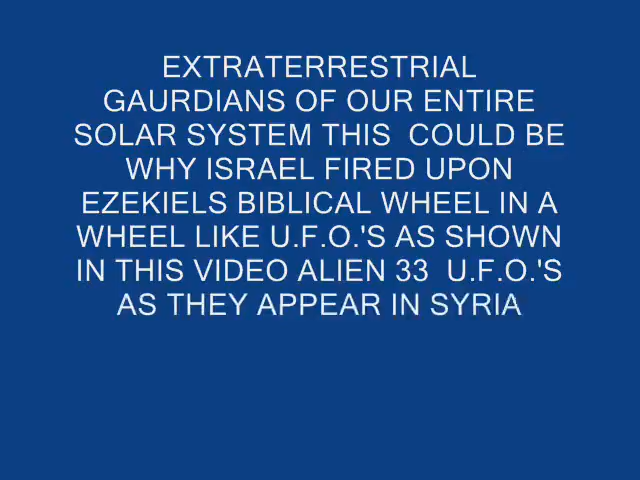 EXTRATERRESTRIAL
GAURDIANS OF OUR ENTIRE
SOLAR SYSTEM THIS  COULD BE
WHY ISRAEL FIRED UPON
EZEKIELS BIBLICAL WHEEL IN A
WHEEL LIKE U.F.O.'S AS SHOWN
IN THIS VIDEO ALIEN 33  U.F.O.'S
AS THEY APPEAR IN SYRIA